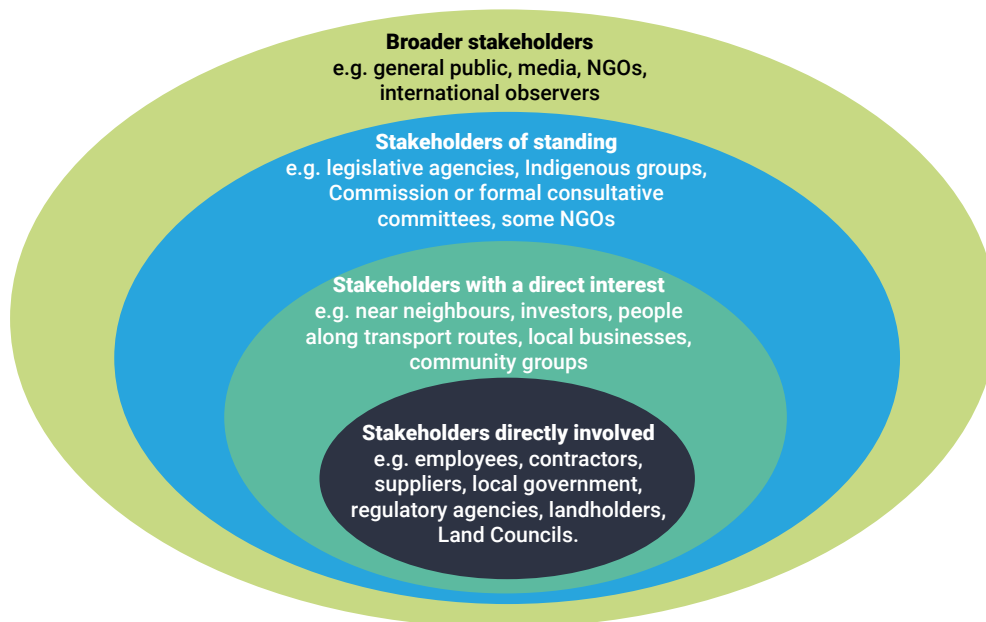 Broader stakeholders
e.g. general public, media, NGOs,
international observers
Stakeholders of standing
e.g. legislative agencies, Indigenous groups,
Commission or formal consultative
committees, some NGOs
Stakeholders with a direct interest
e.g. near neighbours, investors, people
along transport routes, local businesses,
community groups
Stakeholders directly involved
e.g. employees, contractors,
suppliers, local government,
regulatory agencies, landholders,
Land Councils.